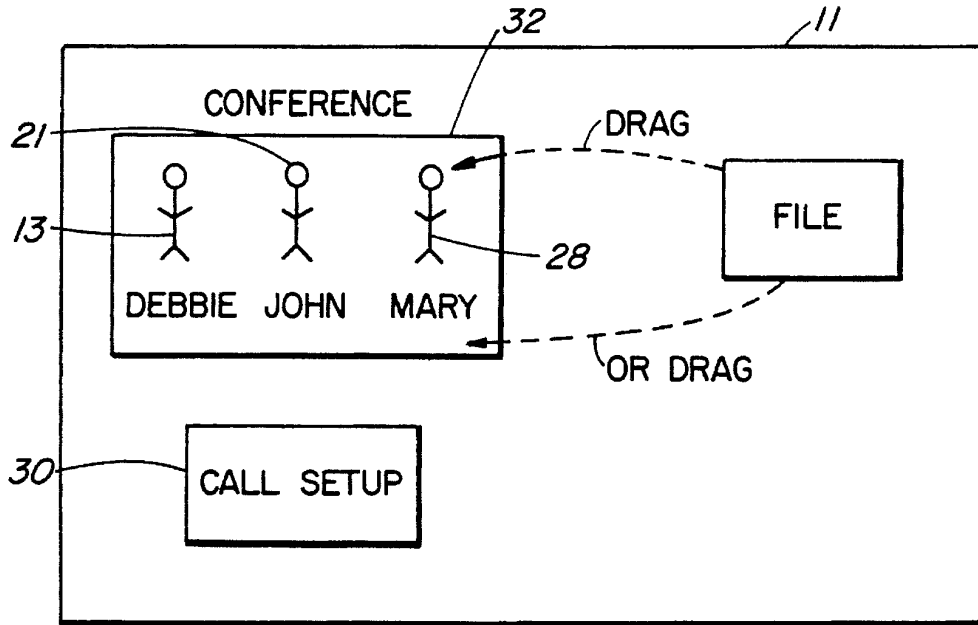 32
11
CONFERENCE
DRAG
21
FILE
13
28
DEBBIE JOHN MARY
OR DRAG
30
CALL SETUP